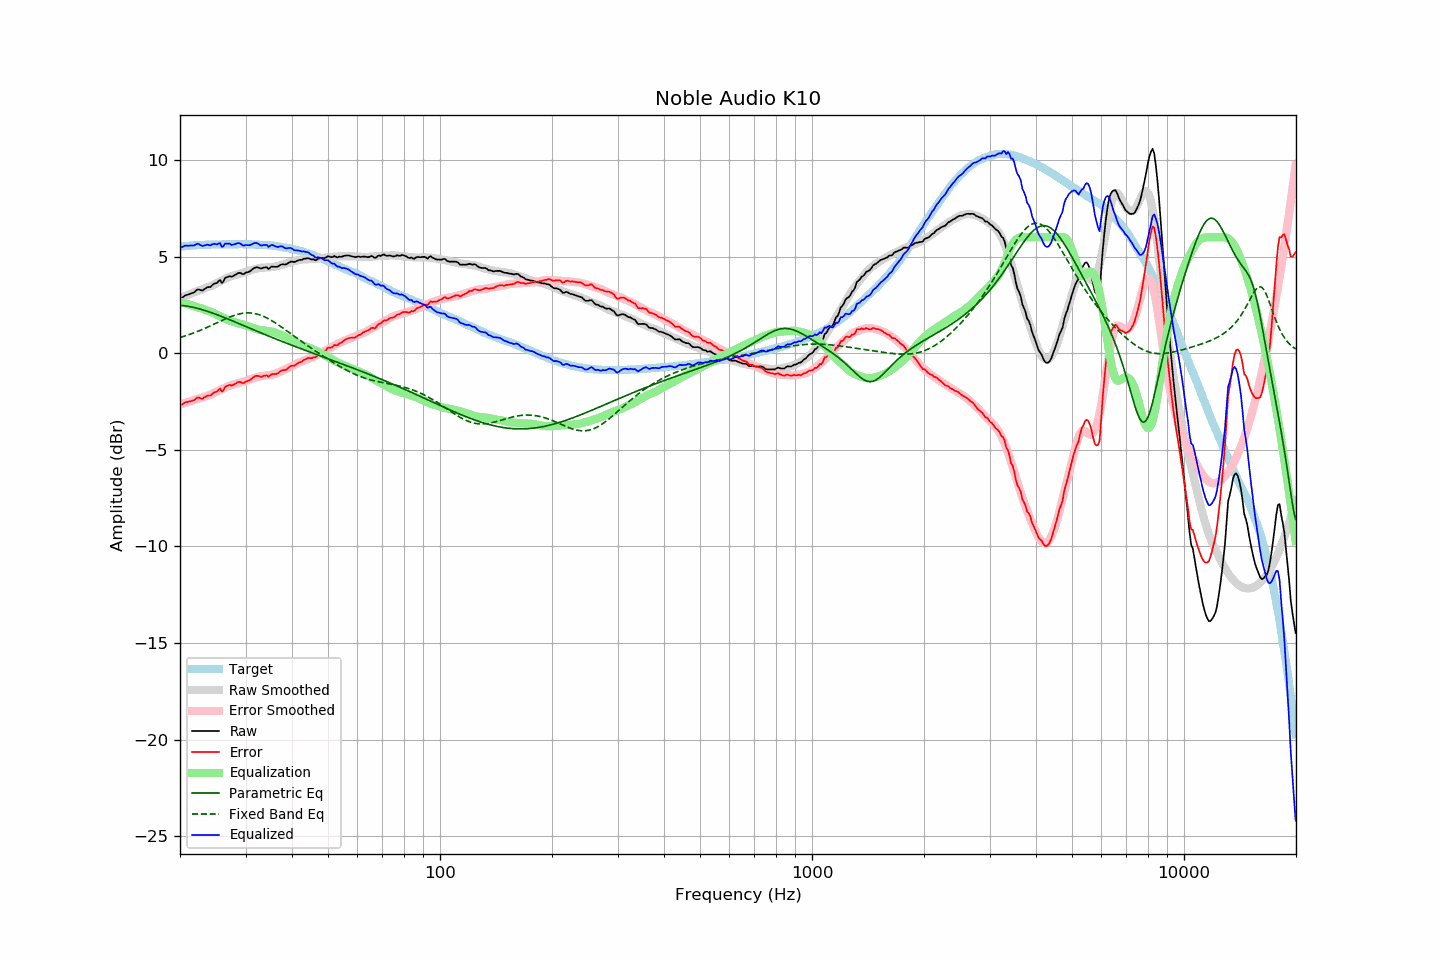 Noble Audio K10
Amplitude (dBr)
10
5
0
−5
−10
−15
−20
−25
Target
Raw Smoothed
Error Smoothed
Raw
Error
Equalization
Parametric Eq
Fixed Band Eq
Equalized
100
1000
10000
Frequency (Hz)